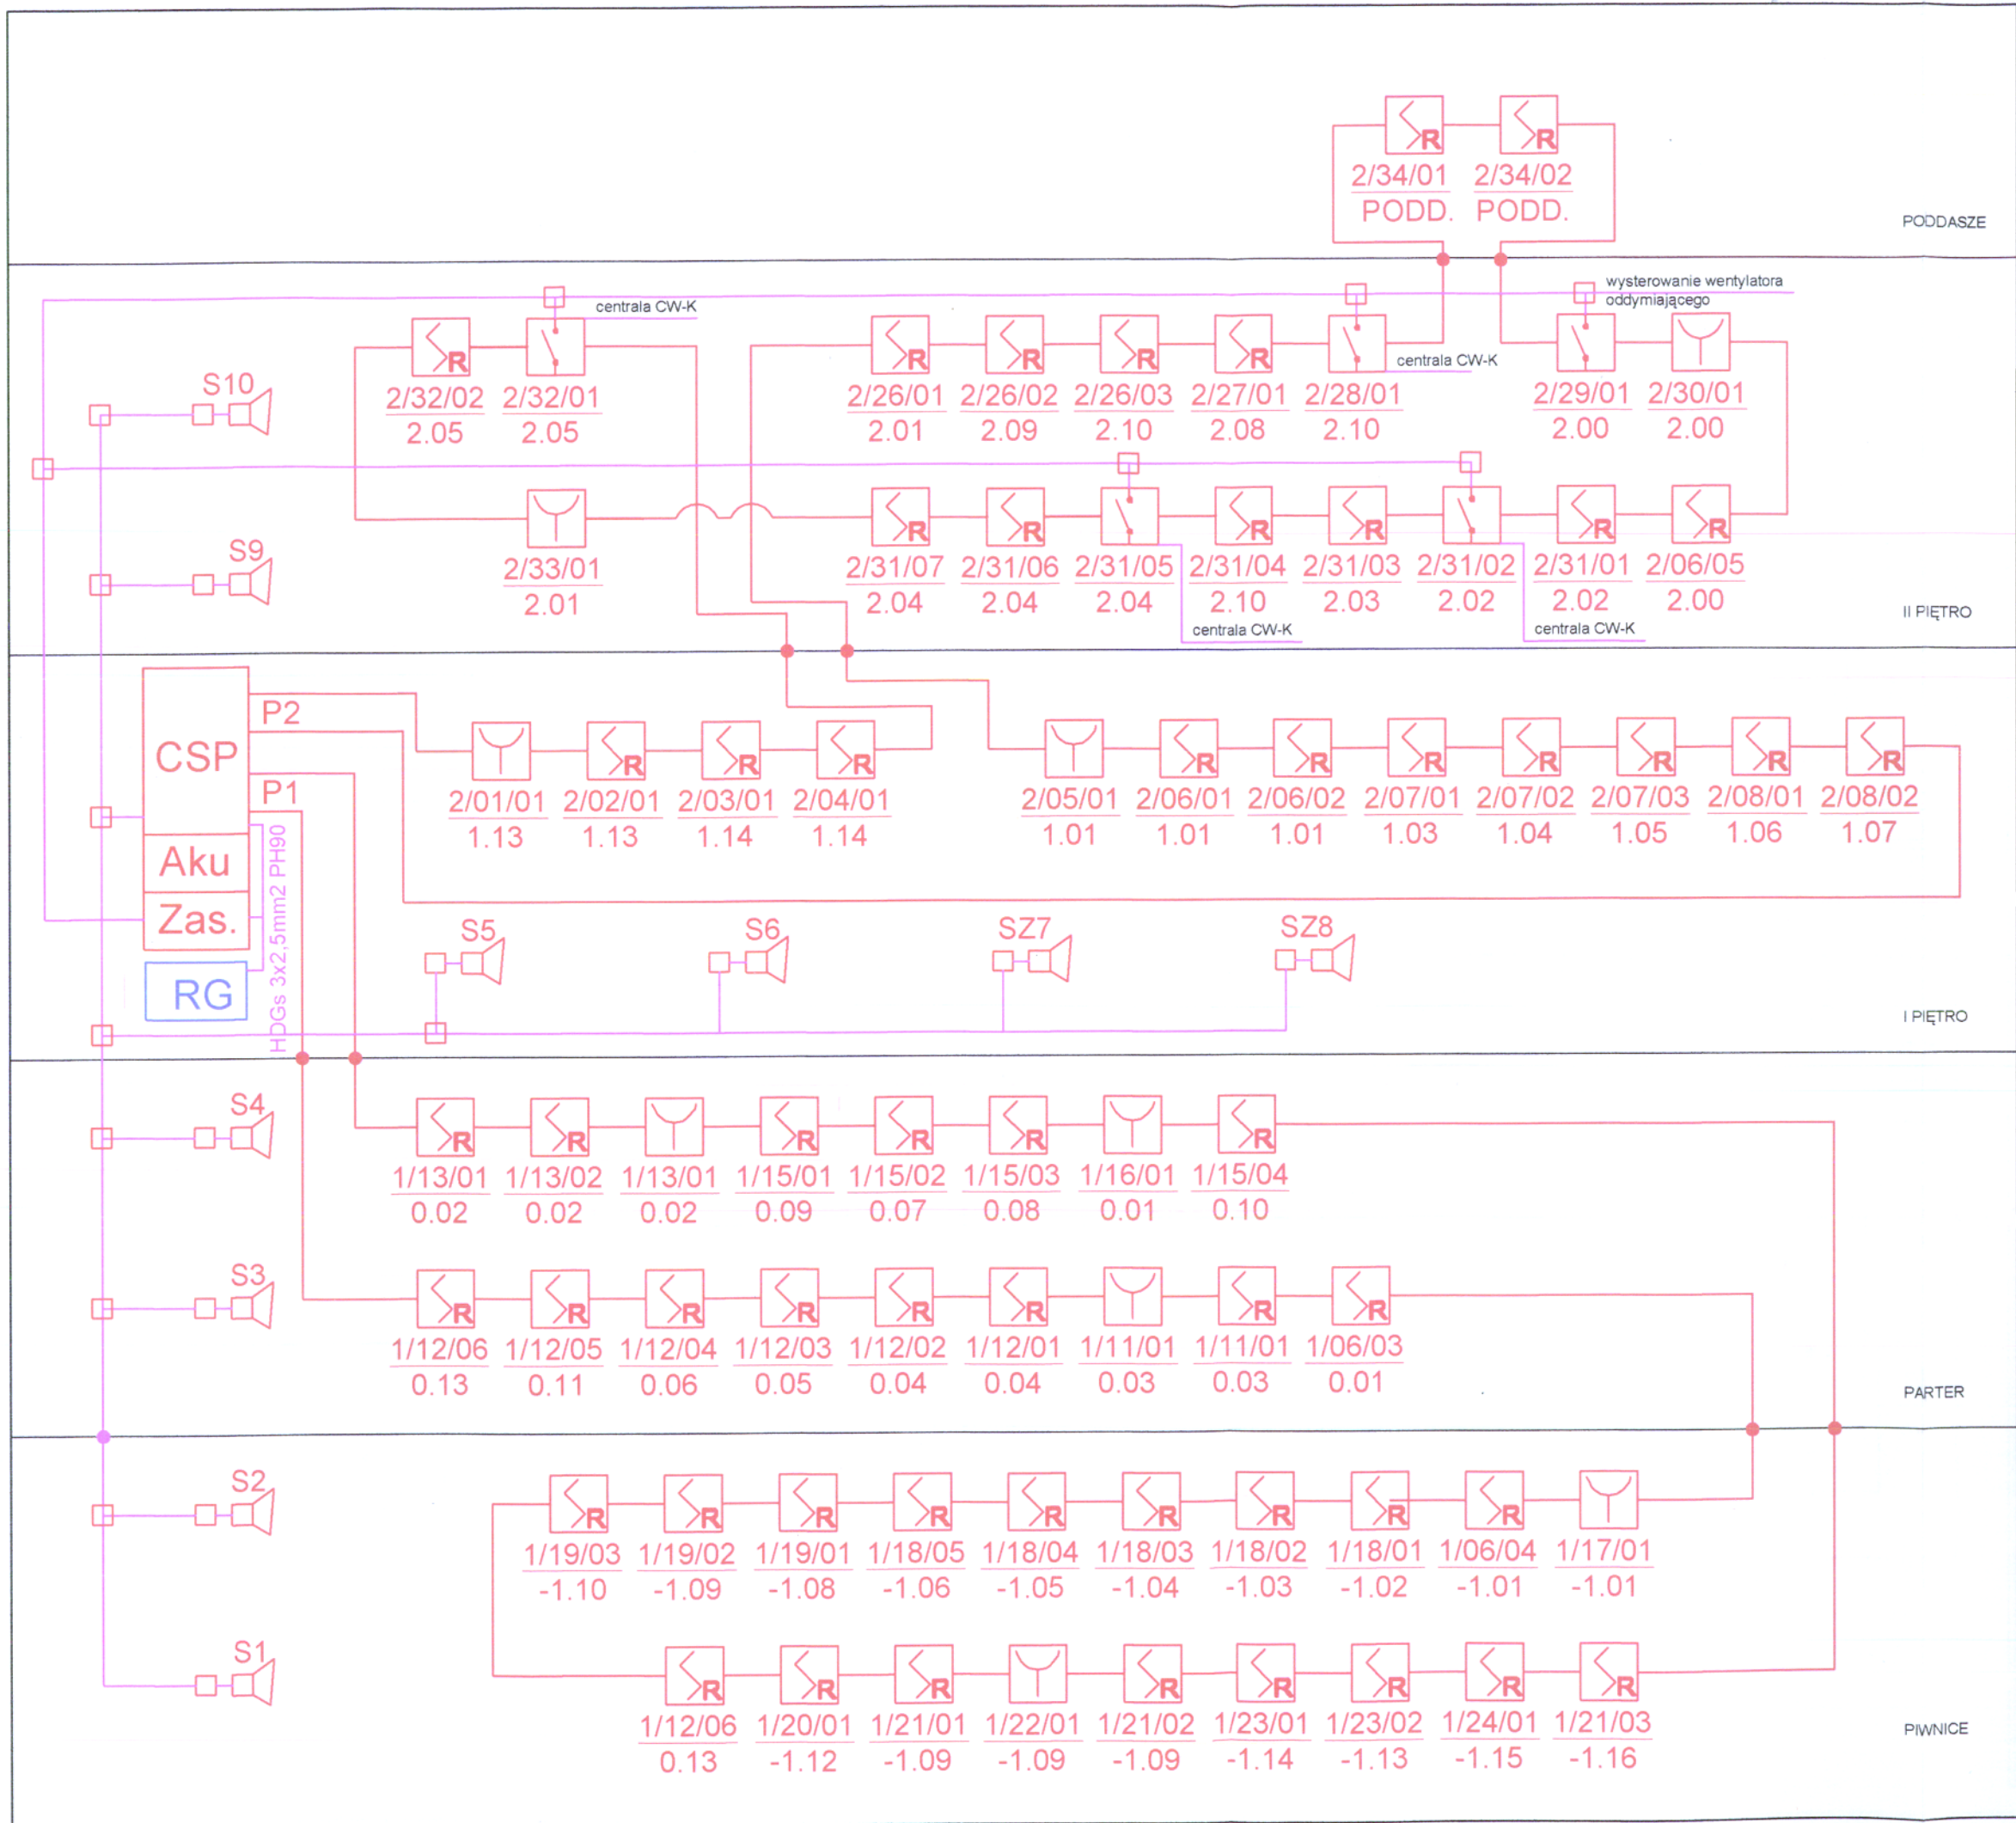 R R
2/34/01 2/34/02
PODD. PODD.
PODDASZE
centrala CW-K
wysterowanie wentylatora
oddymiającego
R R R R R
centrala CW-K
S10
2/32/02 2/32/01 2/26/01 2/26/02 2/26/03 2/27/01 2/28/01 2/29/01 2/30/01
2.05 2.05 2.01 2.09 2.10 2.08 2.10 2.00 2.00
R R R R R R
S9
2/33/01 2/31/07 2/31/06 2/31/05 2/31/04 2/31/03 2/31/02 2/31/01 2/06/05
2.01 2.04 2.04 2.04 2.10 2.03 2.02 2.02 2.00
II PIĘTRO
centrala CW-K centrala CW-K
P2
CSP
R R R R R R R R R R
P1
2/01/01 2/02/01 2/03/01 2/04/01 2/05/01 2/06/01 2/06/02 2/07/01 2/07/02 2/07/03 2/08/01 2/08/02
1.13 1.13 1.14 1.14 1.01 1.01 1.01 1.03 1.04 1.05 1.06 1.07
Aku
Zas.
HDGs 3x2,5mm2 PH90
S5 S6 SZ7 SZ8
RG
I PIĘTRO
S4
R R R R R R
1/13/01 1/13/02 1/13/01 1/15/01 1/15/02 1/15/03 1/16/01 1/15/04
0.02 0.02 0.02 0.09 0.07 0.08 0.01 0.10
S3
R R R R R R R R
1/12/06 1/12/05 1/12/04 1/12/03 1/12/02 1/12/01 1/11/01 1/11/01 1/06/03
0.13 0.11 0.06 0.05 0.04 0.04 0.03 0.03 0.01
PARTER
S2
R R R R R R R R R
1/19/03 1/19/02 1/19/01 1/18/05 1/18/04 1/18/03 1/18/02 1/18/01 1/06/04 1/17/01
-1.10 -1.09 -1.08 -1.06 -1.05 -1.04 -1.03 -1.02 -1.01 -1.01
S1
R R R R R R R R
1/12/06 1/20/01 1/21/01 1/22/01 1/21/02 1/23/01 1/23/02 1/24/01 1/21/03
0.13 -1.12 -1.09 -1.09 -1.09 -1.14 -1.13 -1.15 -1.16
PIWNICE